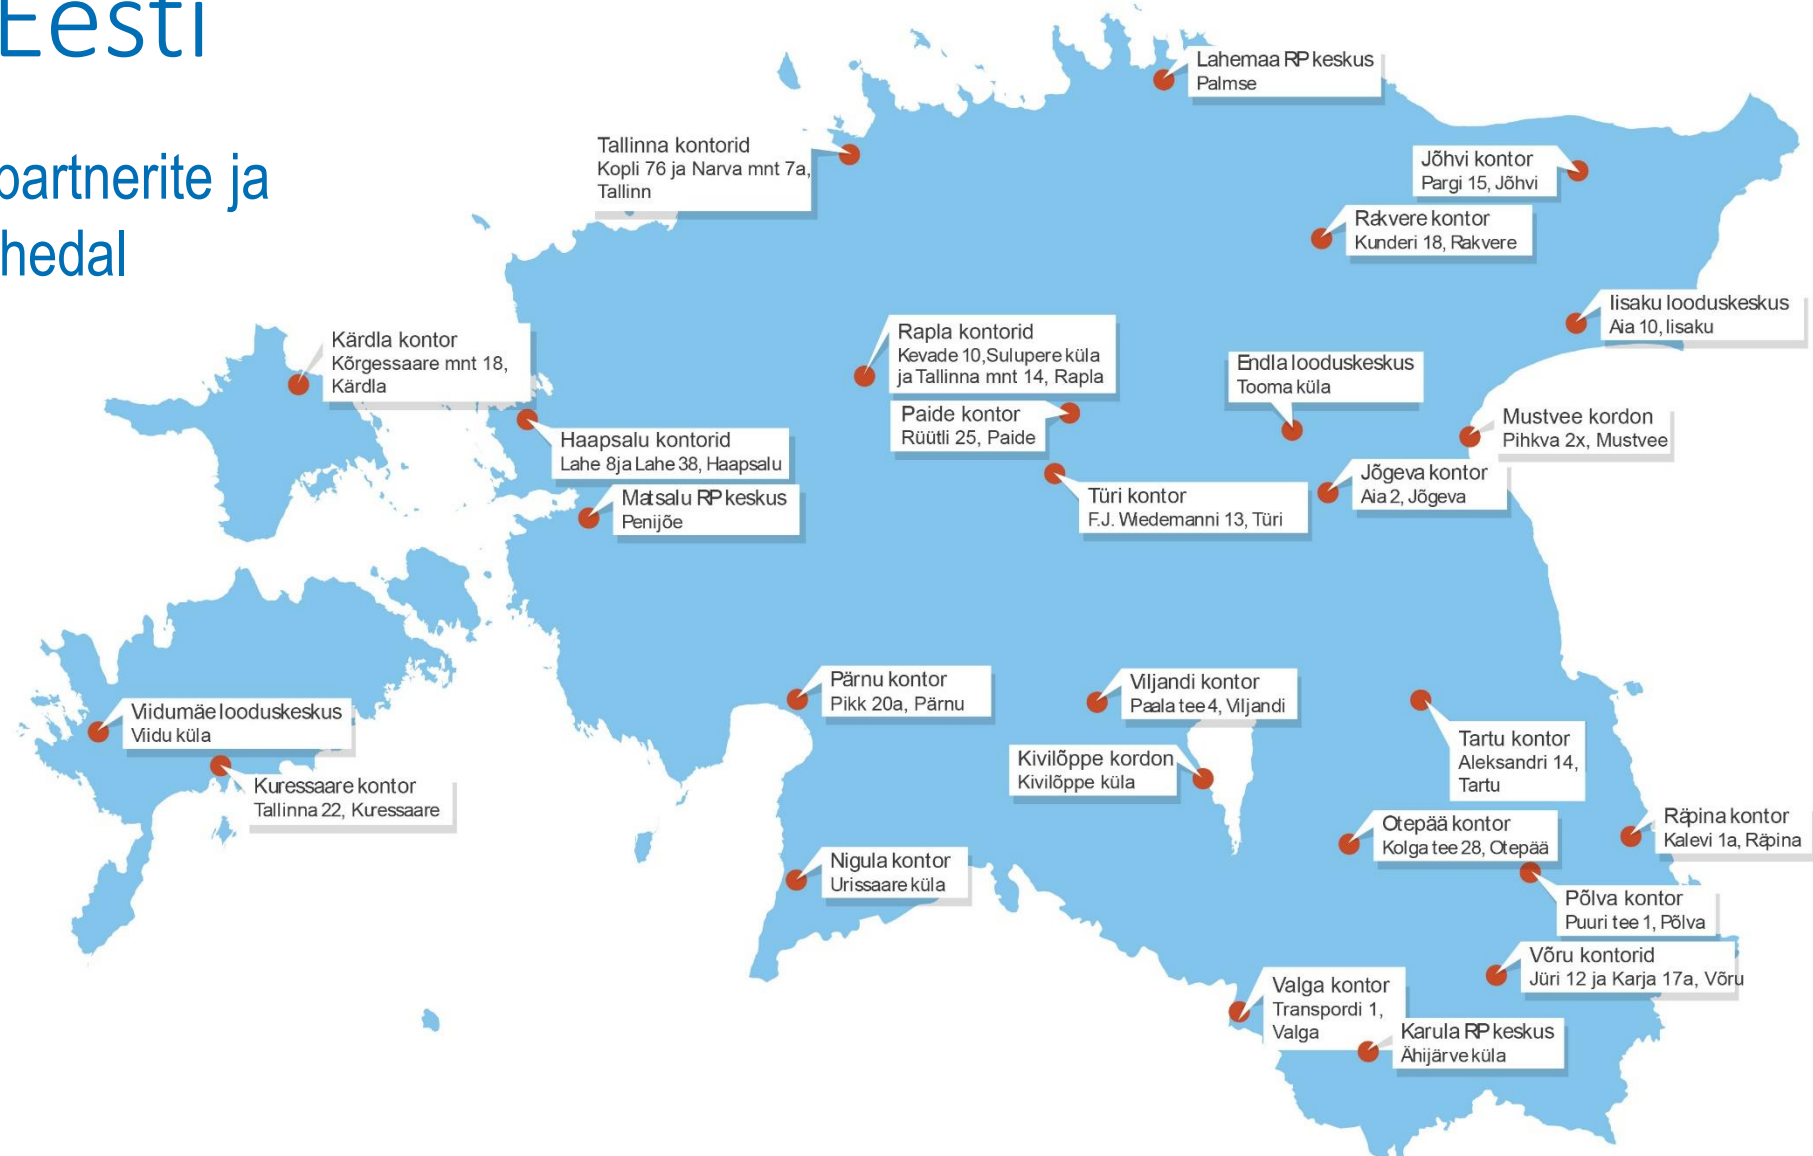 Eesti
partnerite ja
hedal
Lahemaa RP keskus
Palmse
Tallinna kontorid
Kopli 76 ja Narva mnt 7a,
Tallinn
Jõhvi kontor
Pargi 15, Jõhvi
Rakvere kontor
Kunderi 18, Rakvere
Iisaku looduskeskus
Aia 10, Iisaku
Kärdla kontor
Kõrgessaare mnt 18,
Kärdla
Rapla kontorid
Kevade 10,Sulupere küla
ja Tallinna mnt 14, Rapla
Endla looduskeskus
Tooma küla
Paide kontor
Rüütli 25, Paide
Mustvee kordon
Pihkva 2x, Mustvee
Haapsalu kontorid
Lahe 8ja Lahe 38, Haapsalu
Jõgeva kontor
Aia 2, Jõgeva
Matsalu RP keskus
Penijõe
Türi kontor
F.J. Wiedemanni 13, Türi
Pärnu kontor
Pikk 20a, Pärnu
Viljandi kontor
Paala tee 4, Viljandi
Viidumäe looduskeskus
Viidu küla
Tartu kontor
Aleksandri 14,
Tartu
Kivilõppe kordon
Kivilõppe küla
Kuressaare kontor
Tallinna 22, Kuressaare
Otepää kontor
Kolga tee 28, Otepää
Räpina kontor
Kalevi 1a, Räpina
Nigula kontor
Urissaare küla
Põlva kontor
Puuri tee 1, Põlva
Võru kontorid
Jüri 12 ja Karja 17a, Võru
Valga kontor
Transpordi 1,
Valga
Karula RP keskus
Ähijärve küla